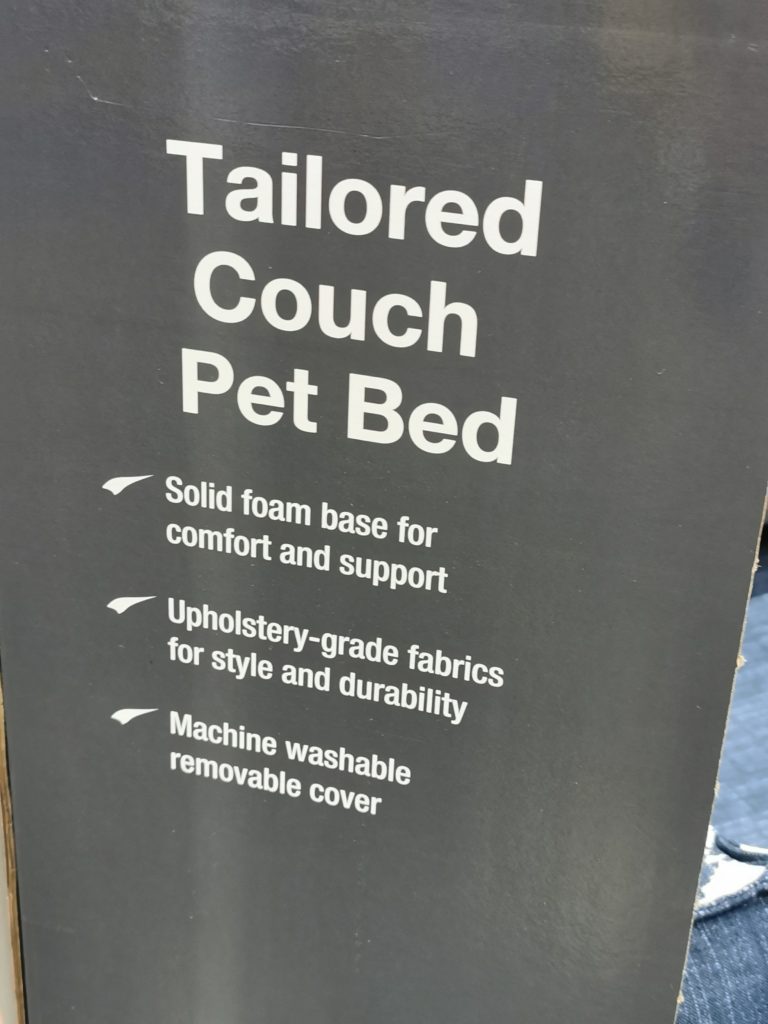 Tailored
Couch
Pet Bed
Solid foam base for
comfort and support
Upholstery-grade fabrics
for style and durability
Machine washable
removable cover